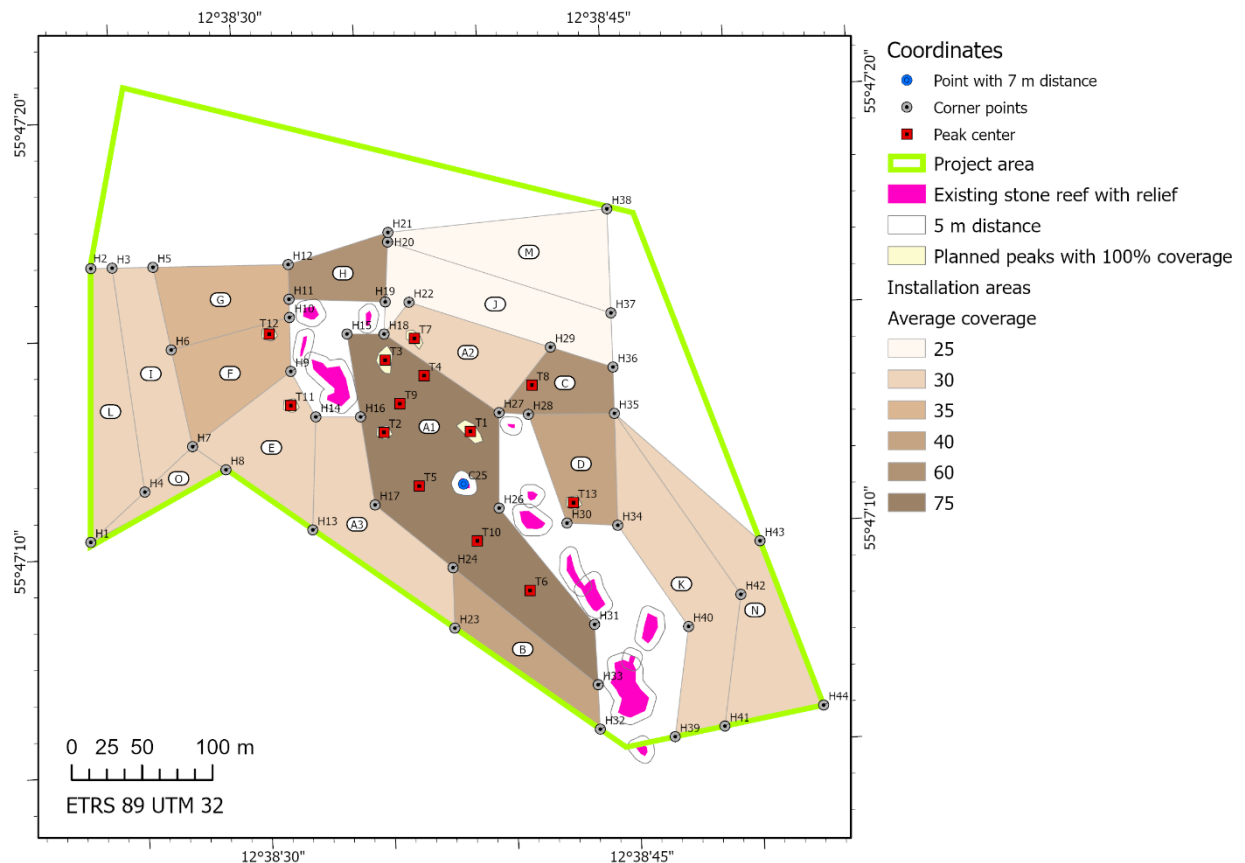 12°38'30" 12°38'45"
55°47'20" 55°47'20"
H38
H21
H20
M
H12
H2 H3 H5
H
H37
G
H11 H19 H22 J
H10
T12 H15 H18 T7
H29
H6 T3 A2
H36
I F H9 T4 C
T8
L T11 T9
H14 H16 H27 H28 H35
E T2 A1 T1
H7
H8 D
O H4 T5 C25
T13
H17 H26
H30 H34
H1 H13 A3 T10 H43
H24
T6 K H42
N
H31 H40
H23
B
H33
H44
H32 H41
H39
0 25 50 100 m
ETRS 89 UTM 32
55°47'10" 55°47'10"
12°38'30" 12°38'45"
Coordinates
Point with 7 m distance
Corner points
Peak center
Project area
Existing stone reef with relief
5 m distance
Planned peaks with 100% coverage
Installation areas
Average coverage
25
30
35
40
60
75